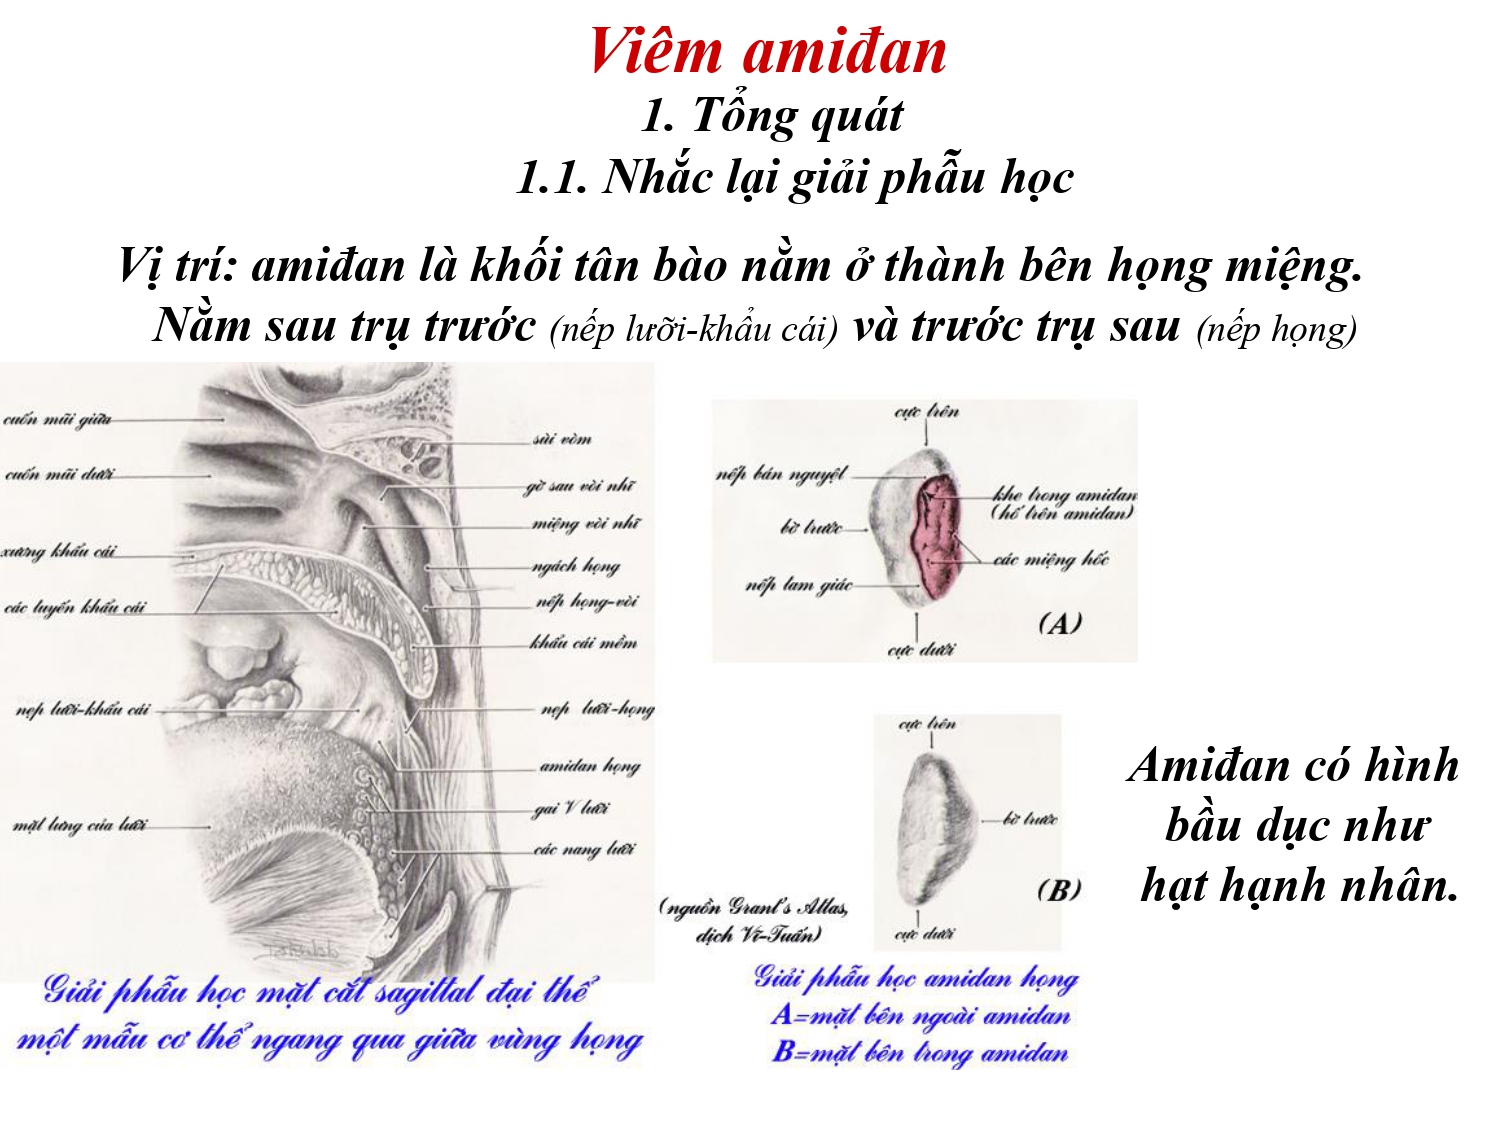 Viêm amiđan
1. Tổng quát
1.1. Nhắc lại giải phẫu học
Vị trí: amiđan là khối tân bào nằm ở thành bên họng miệng.
Nằm sau trụ trước (nếp lưỡi-khẩu cái) và trước trụ sau (nếp họng)
cuốn mũi giữa
cuốn mũi dưới
xương khẩu cái
các tuyến khẩu cái
nẹp lưỡi-khẩu cái
mặt lưng của lưỡi
sùi vòm
gờ sau vòi nhĩ
miệng vòi nhĩ
ngách họng
nếp họng-vòi
khẩu cái mềm
nẹp lưỡi-họng
amidan họng
gai V lưỡi
các nang lưỡi
Giải phẫu học mặt cắt sagittal đại thể
một mẫu cơ thể ngang qua giữa vùng họng
cực trên
nếp bán nguyệt
bờ trước
nếp tam giác
cực dưới
khe trong amidan
(hố trên amidan)
các miệng hốc
(A)
cực trên
bờ trước
(B)
cực dưới
(nguồn Grant's Atlas,
dịch Vi-Tuấn)
Giải phẫu học amidan họng
A=mặt bên ngoài amidan
B=mặt bên trong amidan
Amiđan có hình
bầu dục như
hạt hạnh nhân.